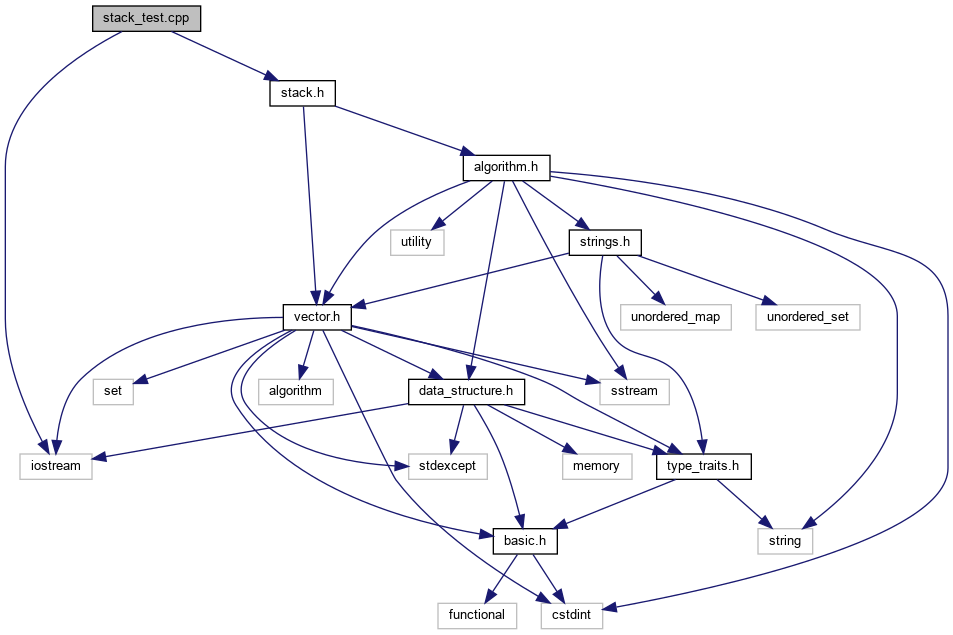 stack_test.cpp
stack.h
algorithm.h
utility
strings.h
vector.h
unordered_map
unordered_set
set
algorithm
data_structure.h
sstream
iostream
stdexcept
memory
type_traits.h
basic.h
string
functional
cstdint